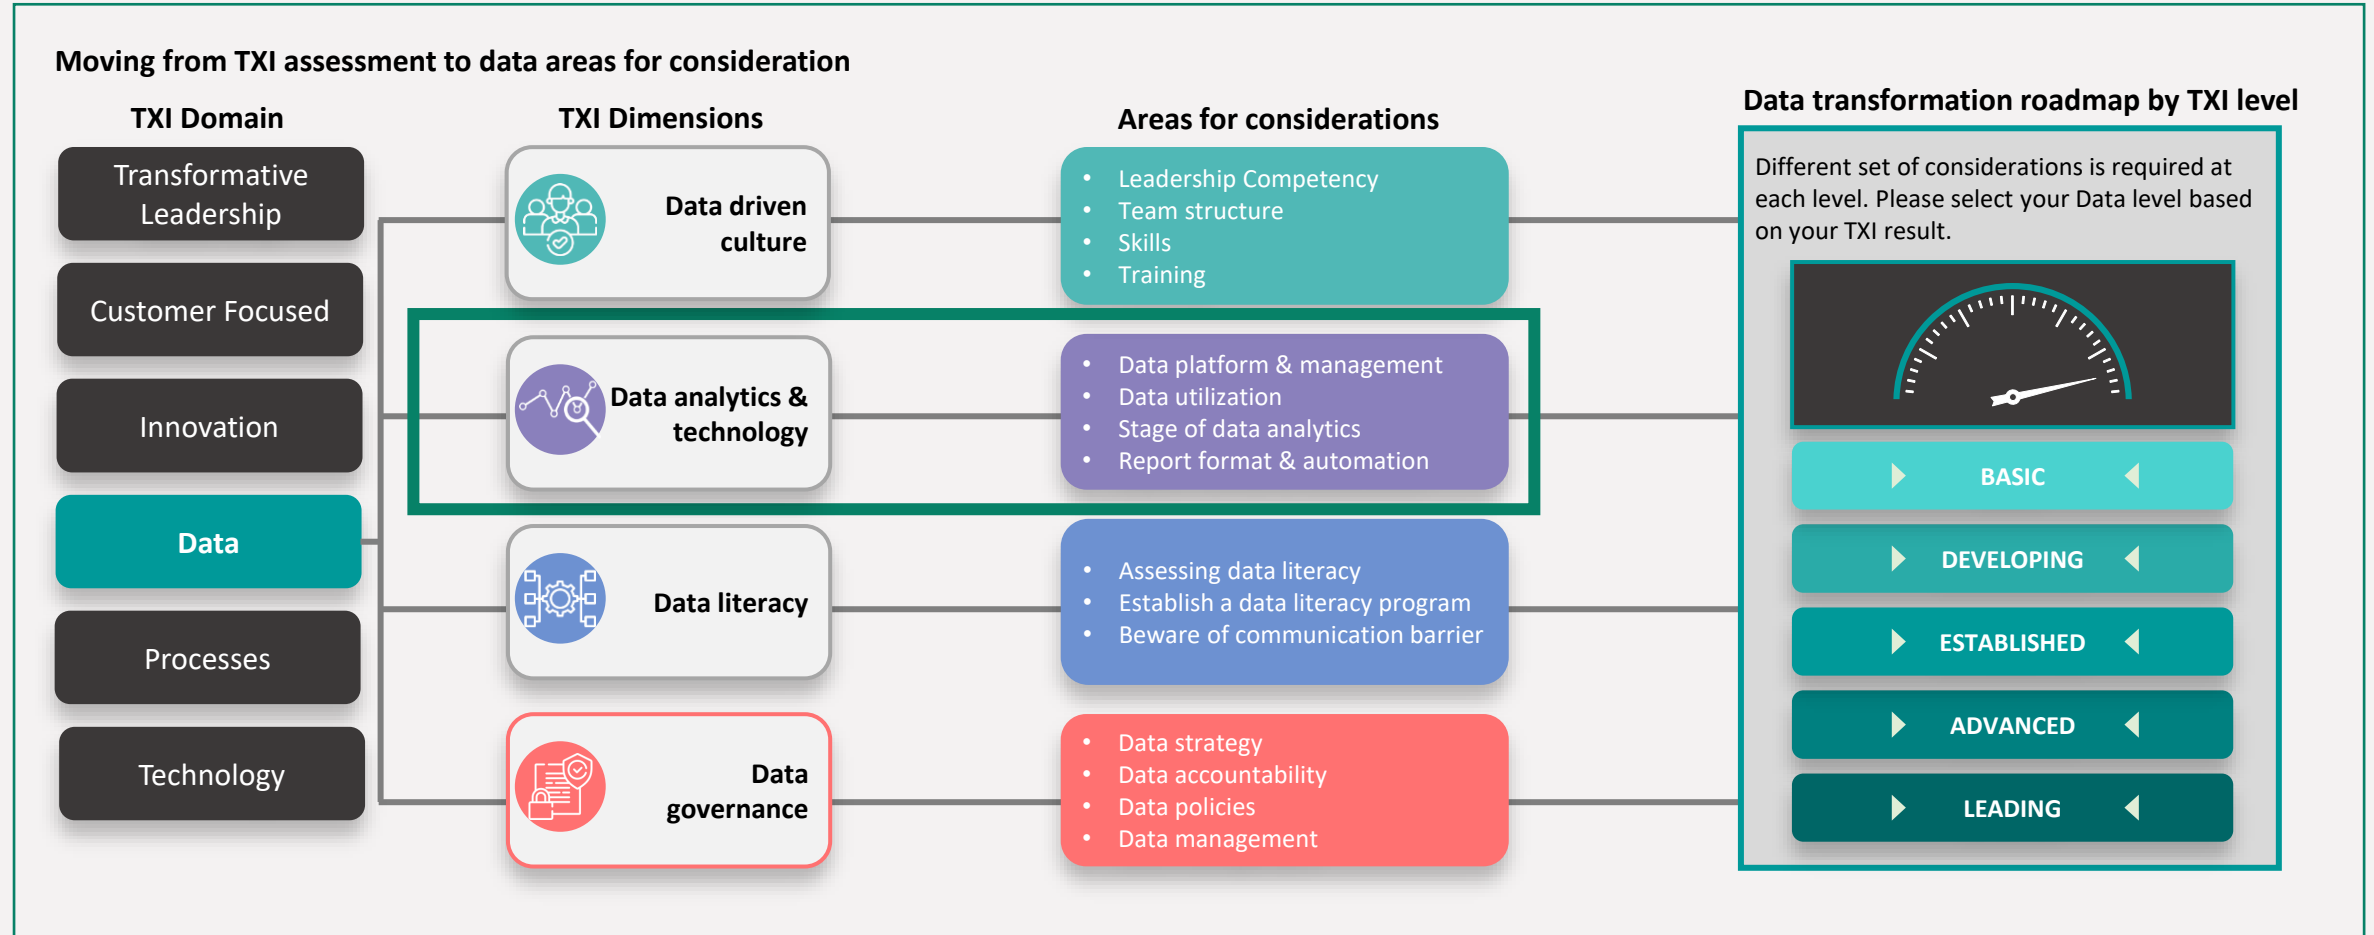 Moving from TXI assessment to data areas for consideration
TXI Domain
Transformative
Leadership
Customer Focused
Innovation
Data
Processes
Technology
TXI Dimensions
Data driven
culture
Data analytics &
technology
Data literacy
Data
governance
Areas for considerations
• Leadership Competency
• Team structure
• Skills
• Training
• Data platform & management
• Data utilization
• Stage of data analytics
• Report format & automation
• Assessing data literacy
• Establish a data literacy program
• Beware of communication barrier
• Data strategy
• Data accountability
• Data policies
• Data management
Data transformation roadmap by TXI level
Different set of considerations is required at
each level. Please select your Data level based
on your TXI result.
BASIC
DEVELOPING
ESTABLISHED
ADVANCED
LEADING